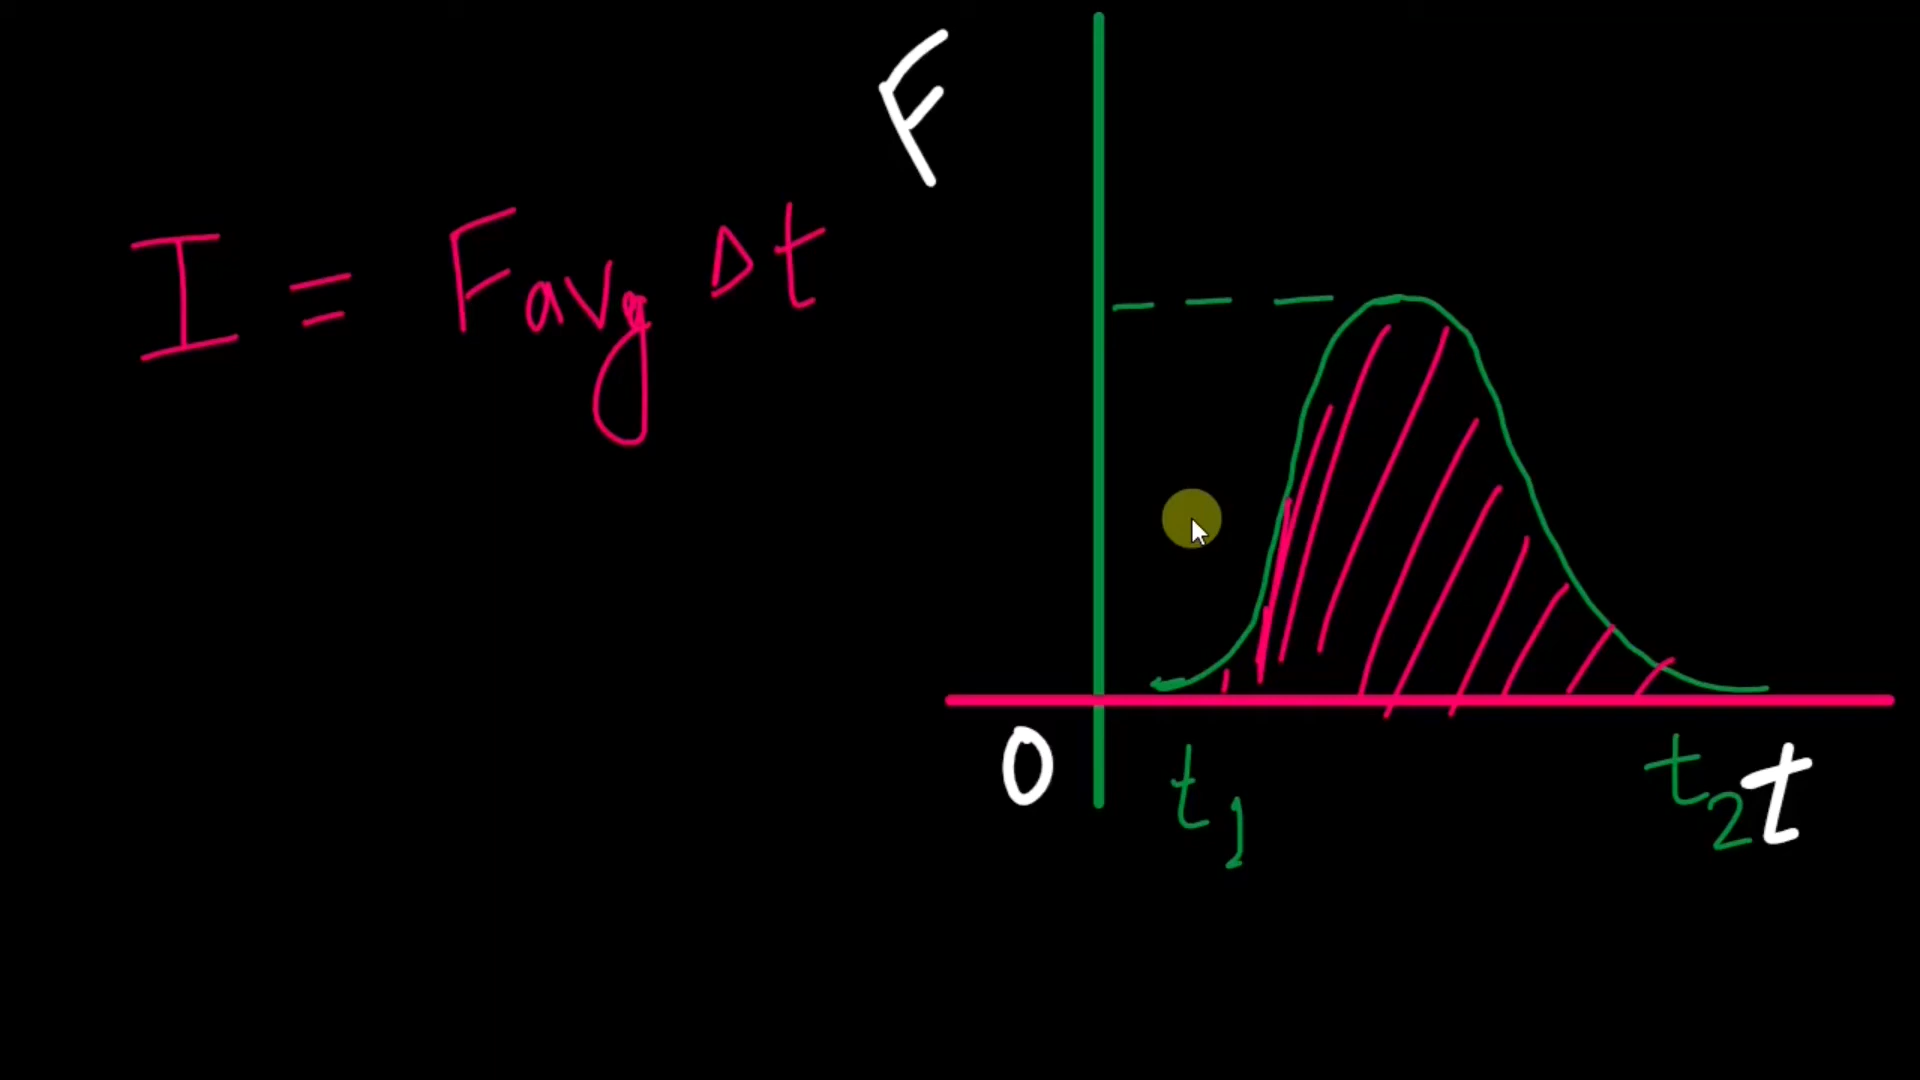 F
I = Favg Δt
0
t1
t2
t